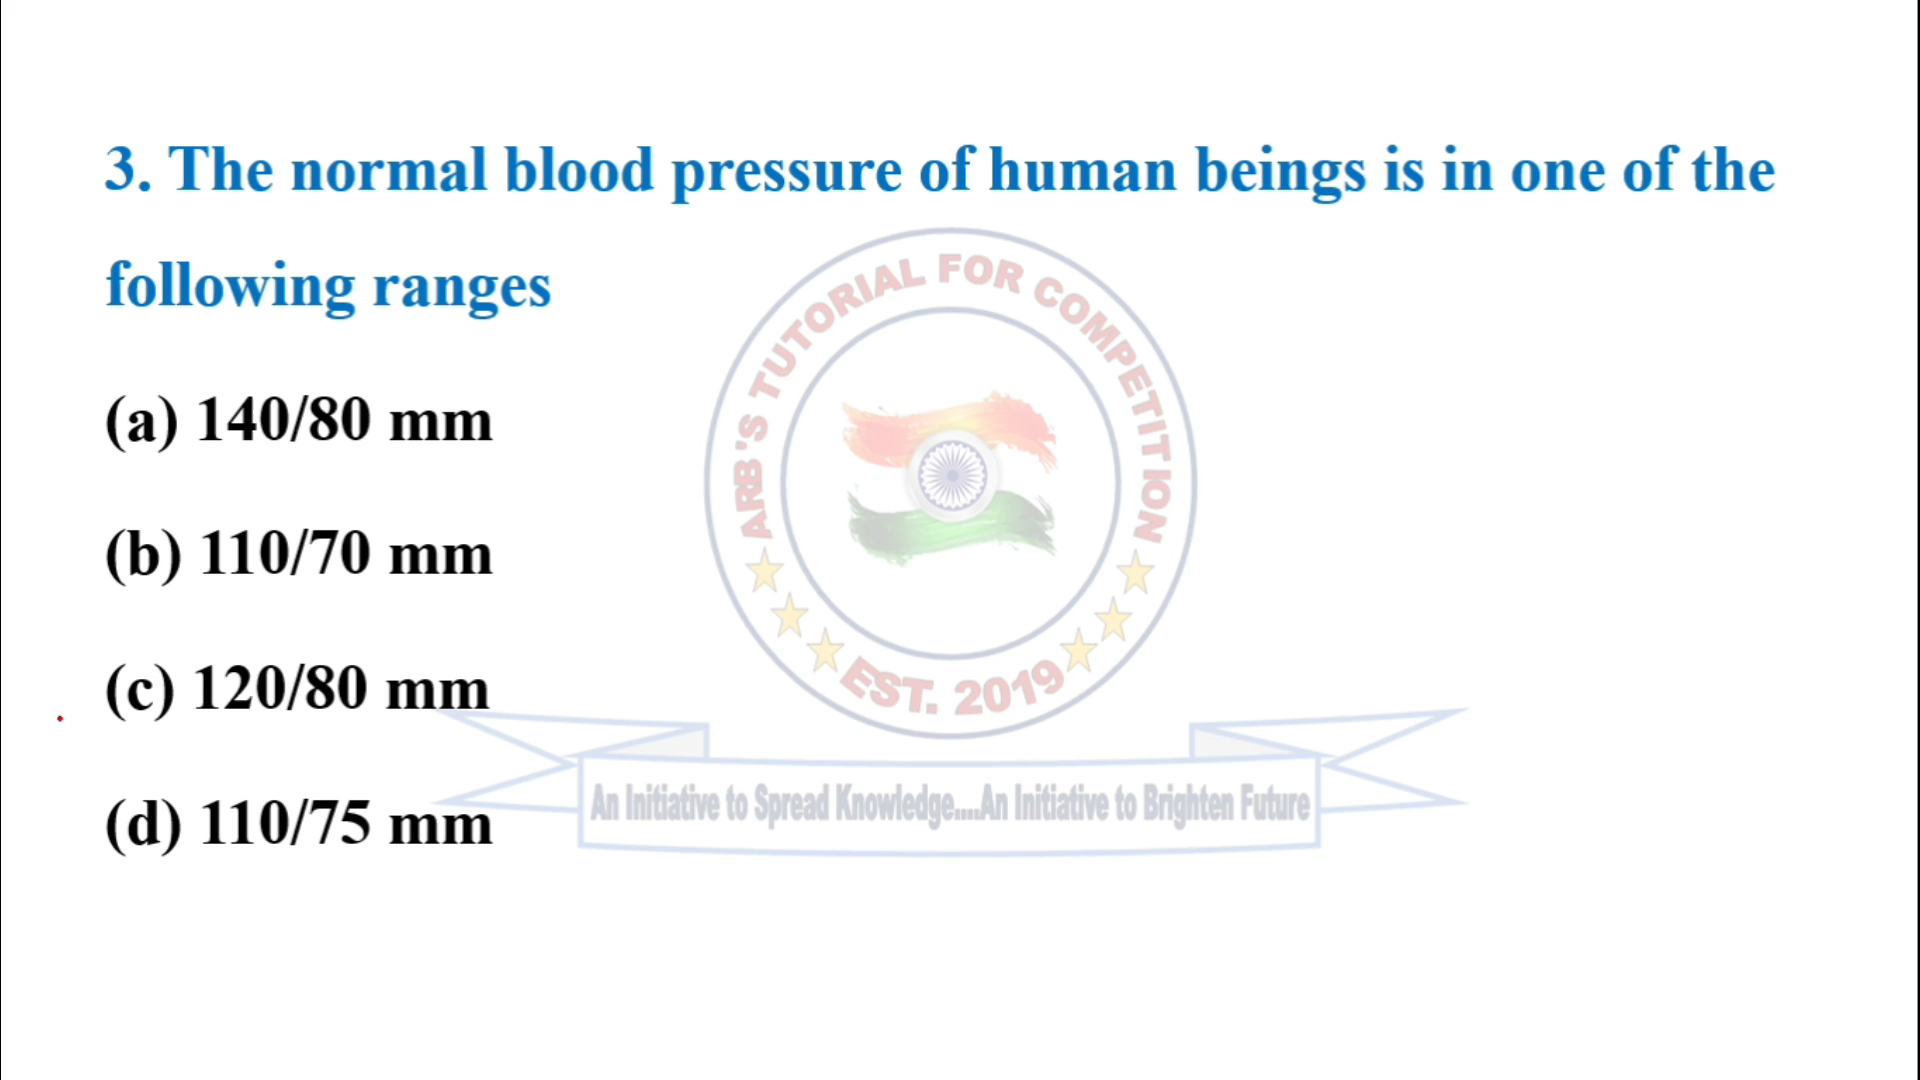 3. The normal blood pressure of human beings is in one of the
following ranges
(a) 140/80 mm
(b) 110/70 mm
(c) 120/80 mm
(d) 110/75 mm
ARB'S TUTORIAL FOR COMPETITION
EST. 2019
An Initiative to Spread Knowledge....An Initiative to Brighten Future